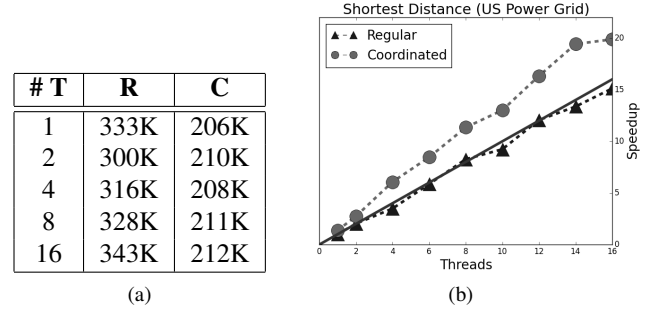 # T R C
1 333K 206K
2 300K 210K
4 316K 208K
8 328K 211K
16 343K 212K
(a)
Shortest Distance (US Power Grid)
Regular
Coordinated
20
15
10
5
0
Speedup
0 2 4 6 8 10 12 14 16
Threads
(b)